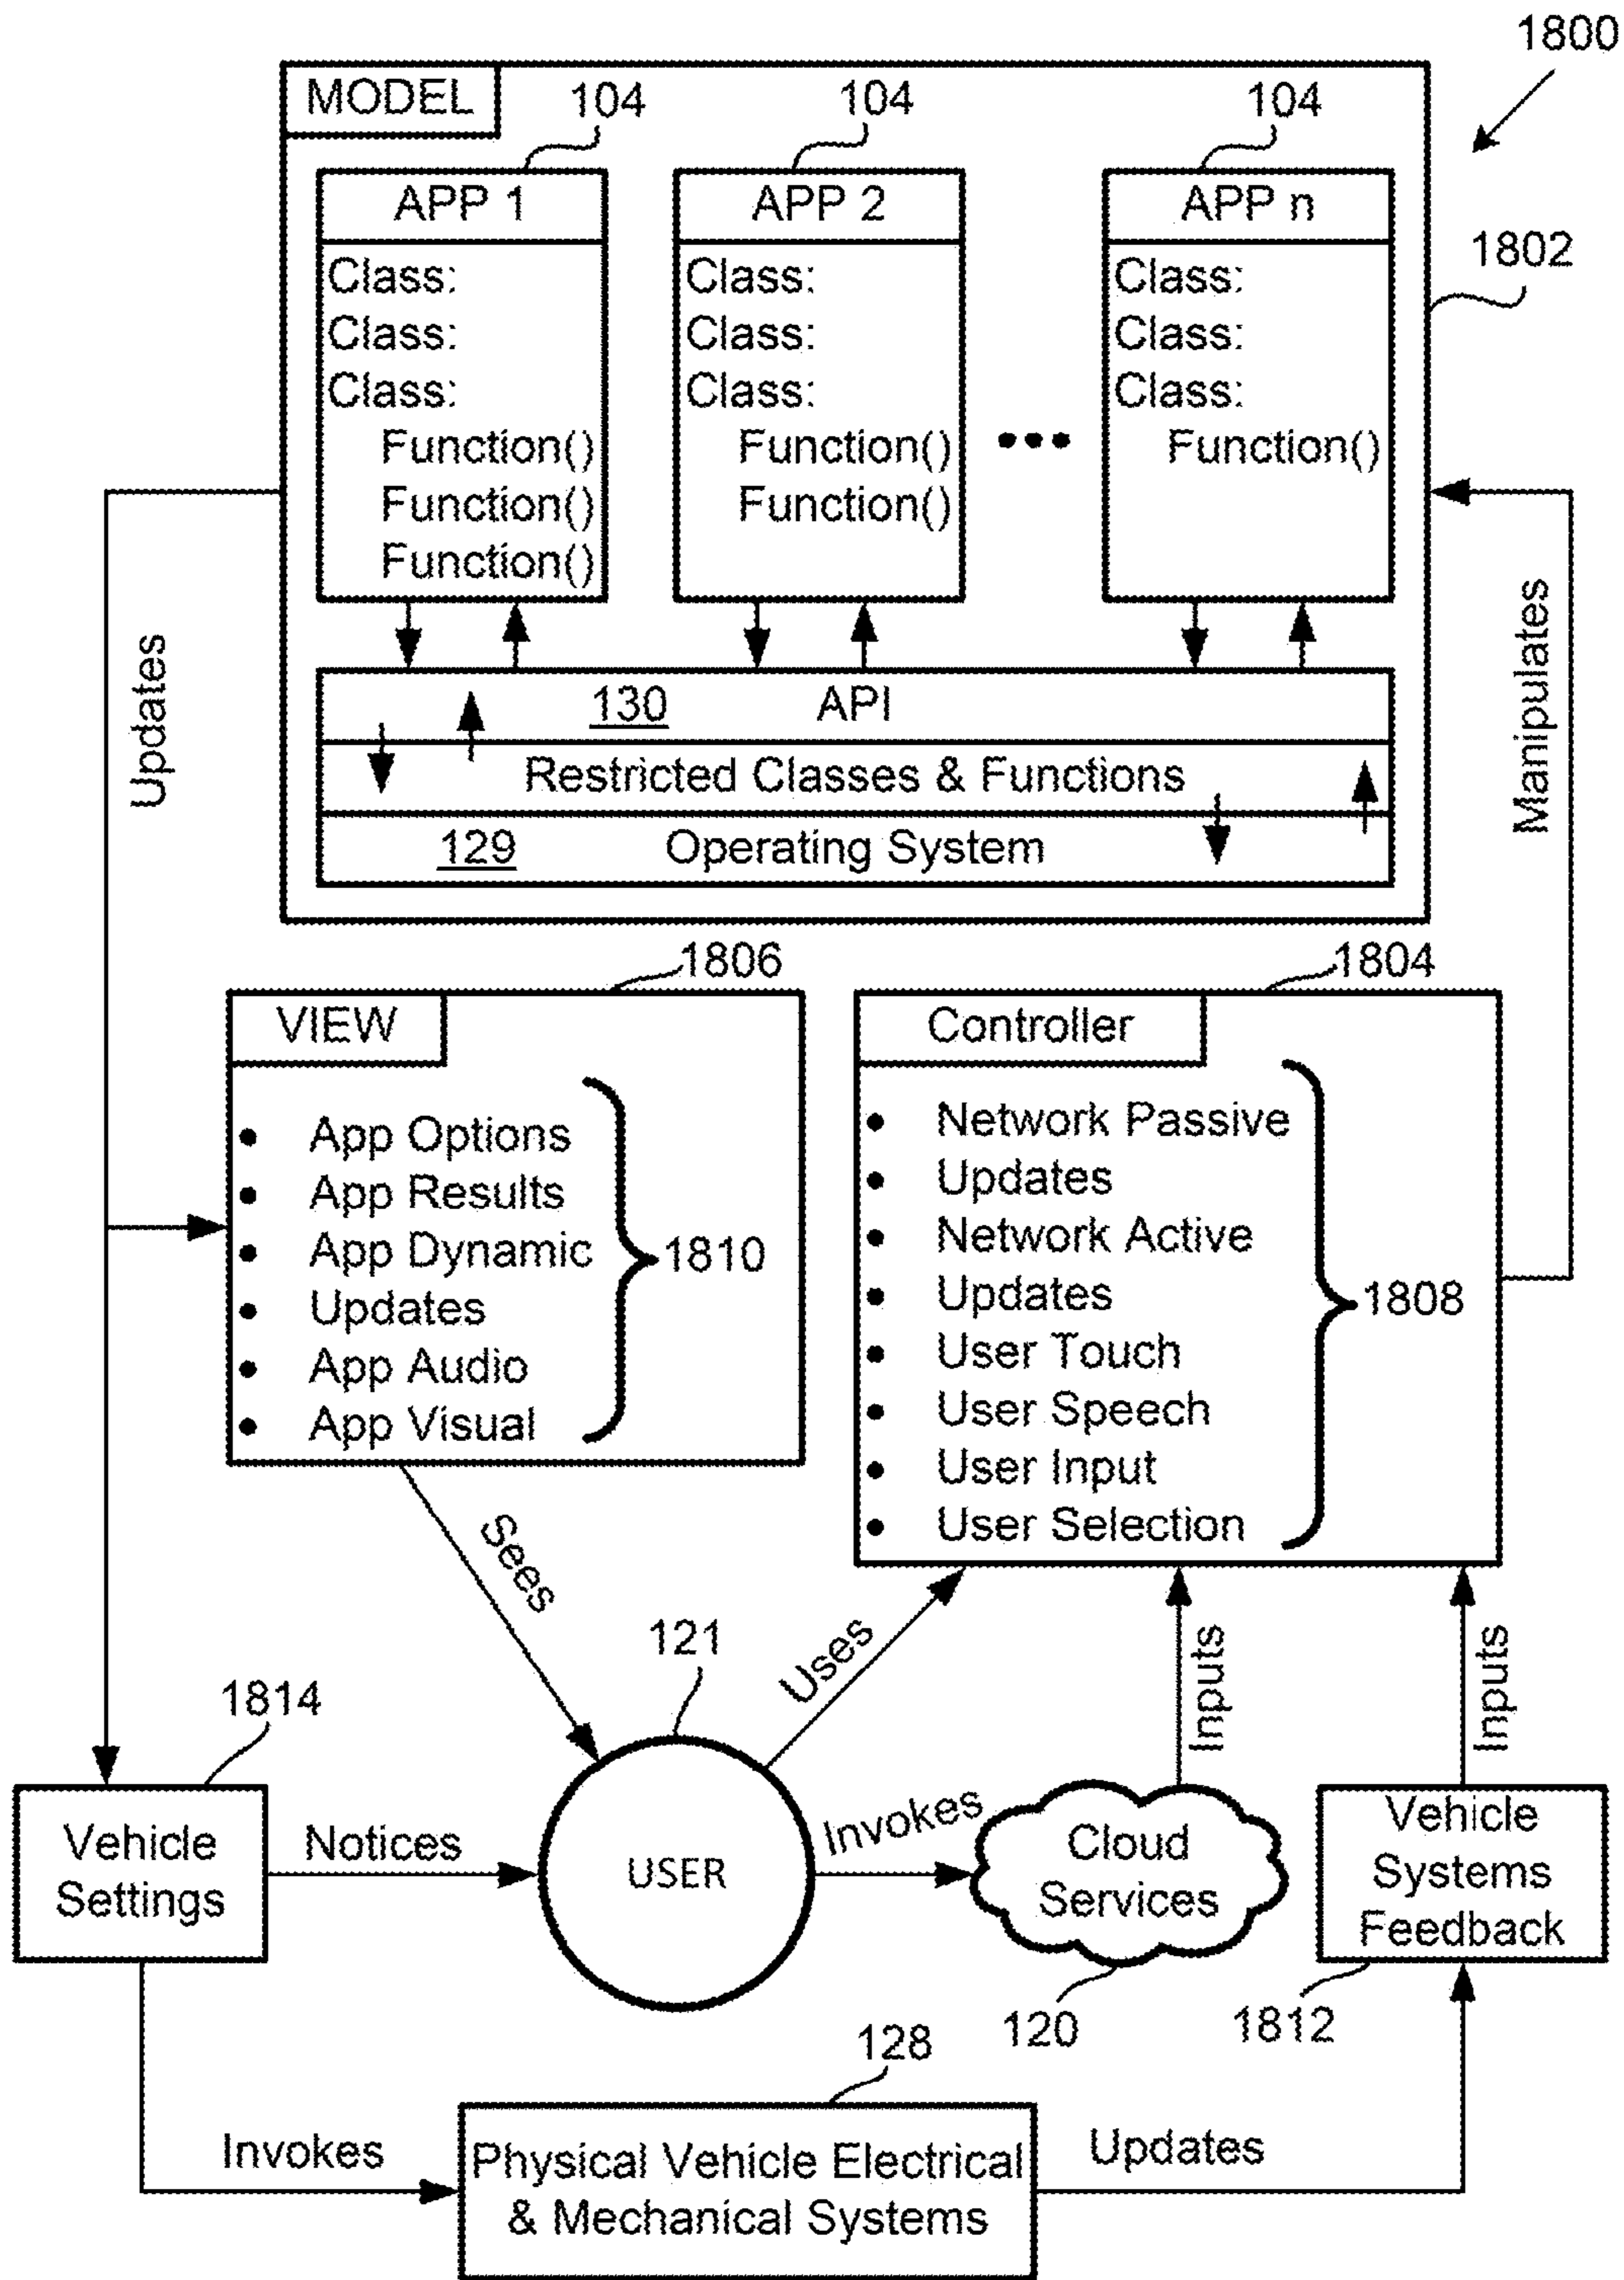 1800
MODEL
104
104
104
APP 1
APP 2
APP n
1802
Class:
Class:
Class:
Function()
Function()
Function()
Class:
Class:
Class:
Function()
Function()
•••
Class:
Class:
Class:
Function()
Updates
Manipulates
130 API
Restricted Classes & Functions
129 Operating System
1806
1804
VIEW
• App Options
• App Results
• App Dynamic
• Updates
• App Audio
• App Visual
1810
Controller
• Network Passive
• Updates
• Network Active
• Updates
• User Touch
• User Speech
• User Input
• User Selection
1808
Sees
121
Uses
Inputs
Inputs
1814
Vehicle
Settings
Notices
USER
Invokes
Cloud
Services
Vehicle
Systems
Feedback
120
1812
128
Invokes
Physical Vehicle Electrical
& Mechanical Systems
Updates